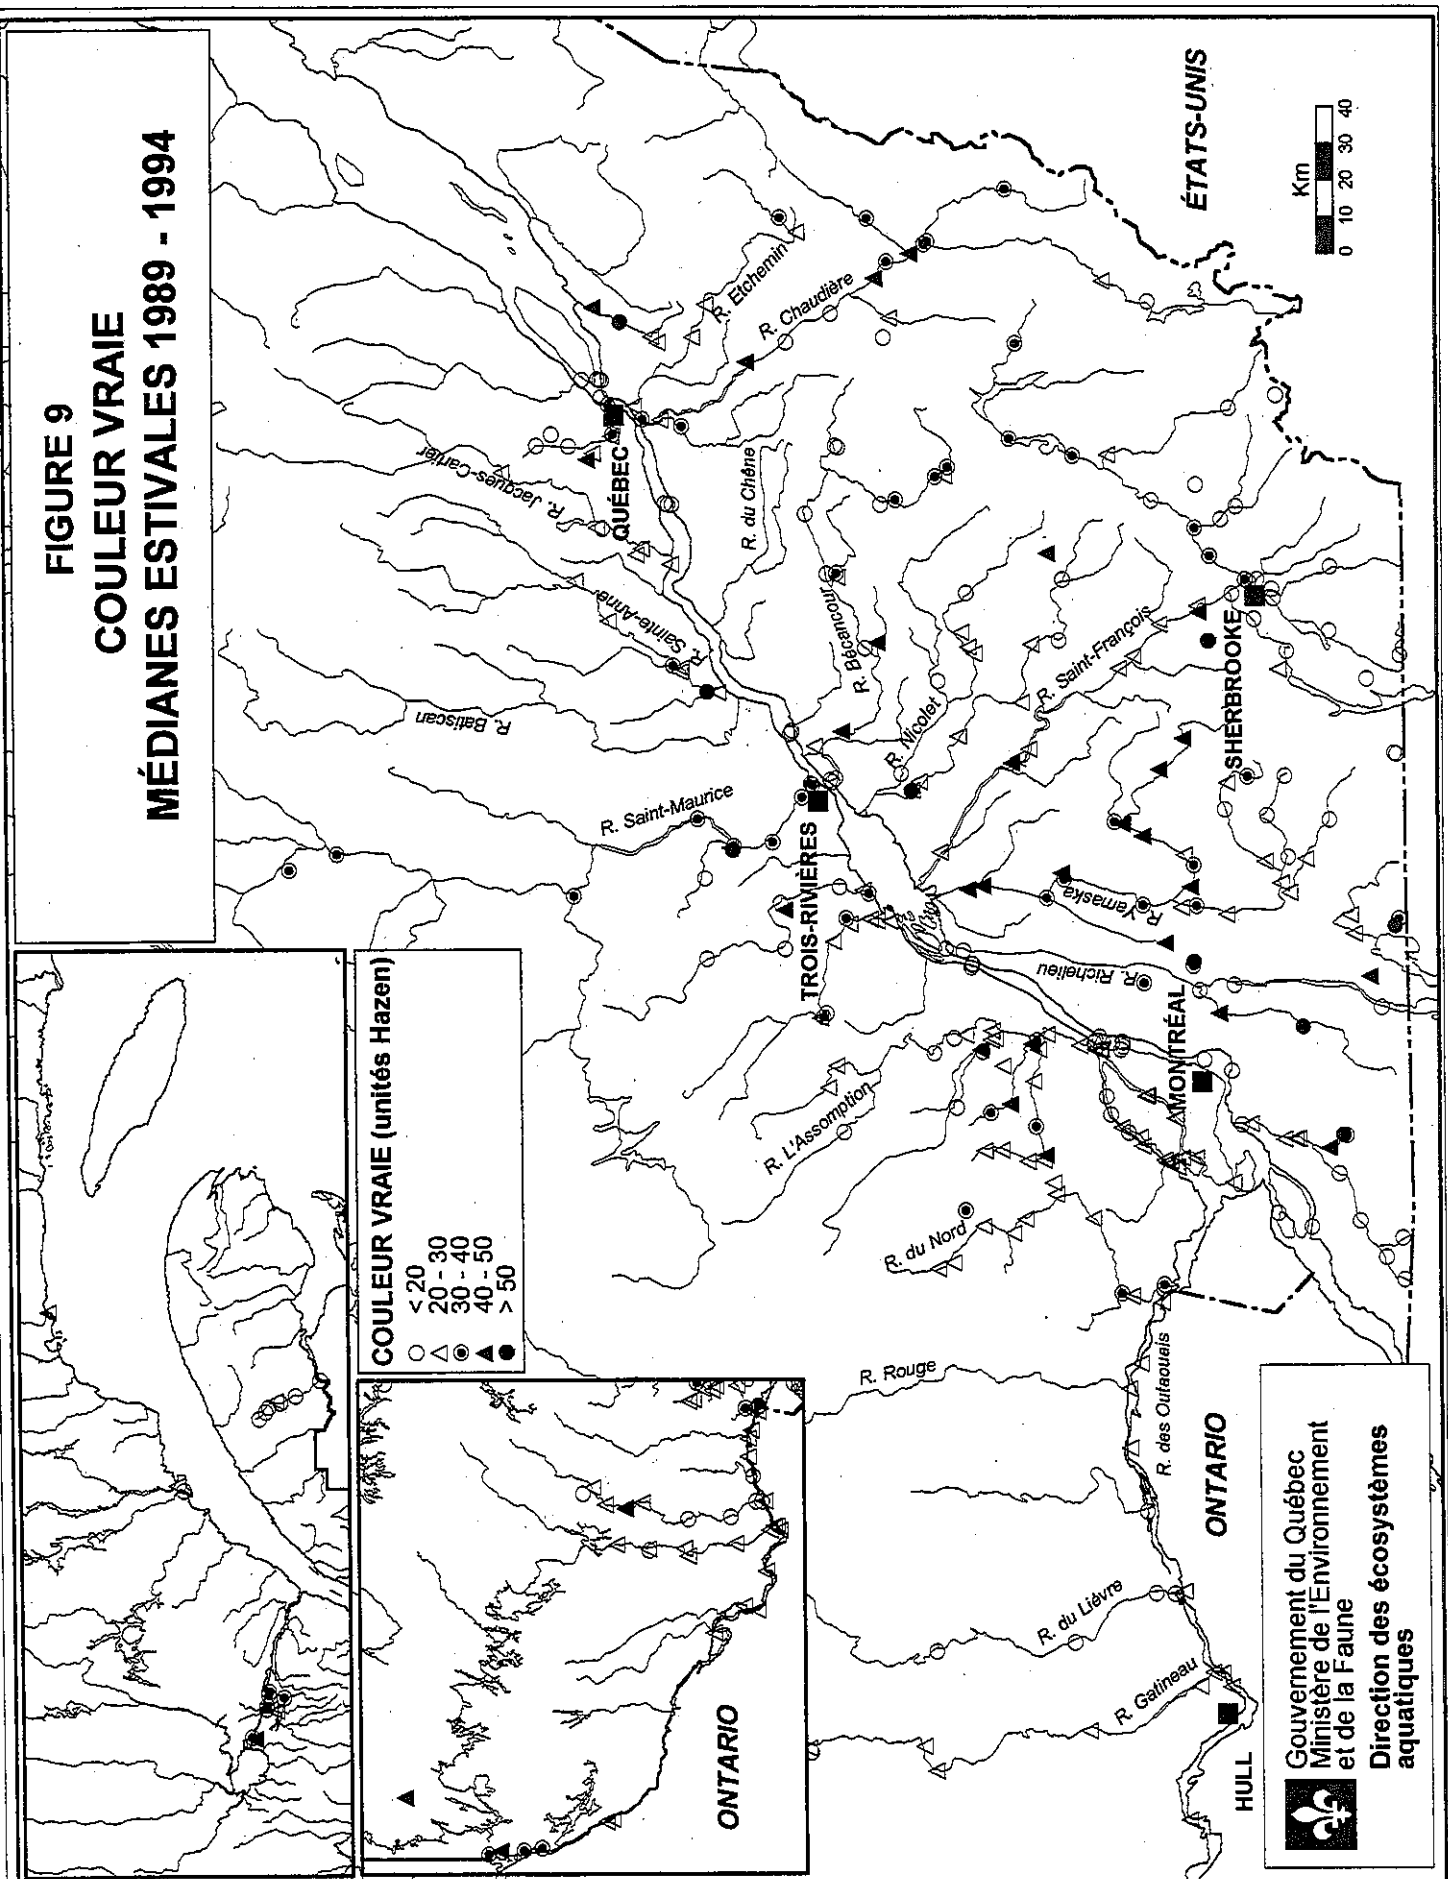 FIGURE 9
COULEUR VRAIE
MÉDIANES ESTIVALES 1989 - 1994
COULEUR VRAIE (unités Hazen)
< 20
20 - 30
30 - 40
40 - 50
> 50
ONTARIO
R. Batiscan
R. Sainte-Anne
R. Jacques-Cartier
QUÉBEC
R. Etchemin
R. Chaudière
R. du Chêne
R. Bécancour
R. Saint-Maurice
TROIS-RIVIÈRES
R. Nicolet
R. Saint-François
SHERBROOKE
R. Yamaska
R. Richelieu
MONTRÉAL
R. L'Assomption
R. du Nord
R. Rouge
R. des Outaouais
R. du Lièvre
R. Gatineau
HULL
ONTARIO
ÉTATS-UNIS
Km
0 10 20 30 40
Gouvernement du Québec
Ministère de l'Environnement
et de la Faune
Direction des écosystèmes
aquatiques